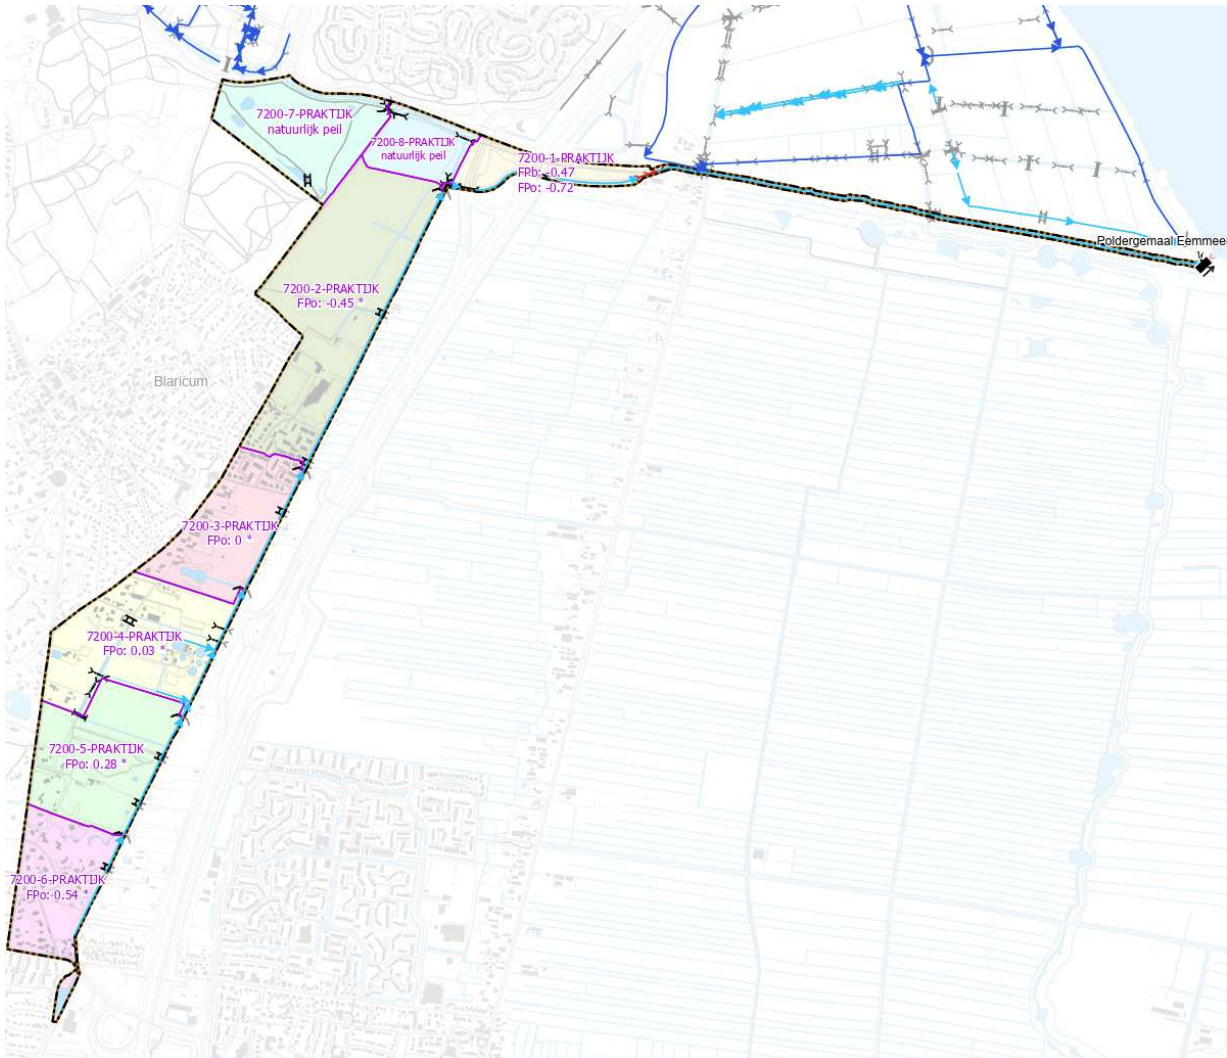 7200-7-PRAKTIJK
natuurlijk peil
7200-8-PRAKTIJK
natuurlijk peil
7200-1-PRAKTIJK
FPb: -0.47
FPo: -0.72
Poldergemaal Eemmeer
7200-2-PRAKTIJK
FPo: -0.45 *
Blaricum
7200-3-PRAKTIJK
FPo: 0 *
7200-4-PRAKTIJK
FPo: 0.03 *
7200-5-PRAKTIJK
FPo: 0.28 *
7200-6-PRAKTIJK
FPo: 0.54 *